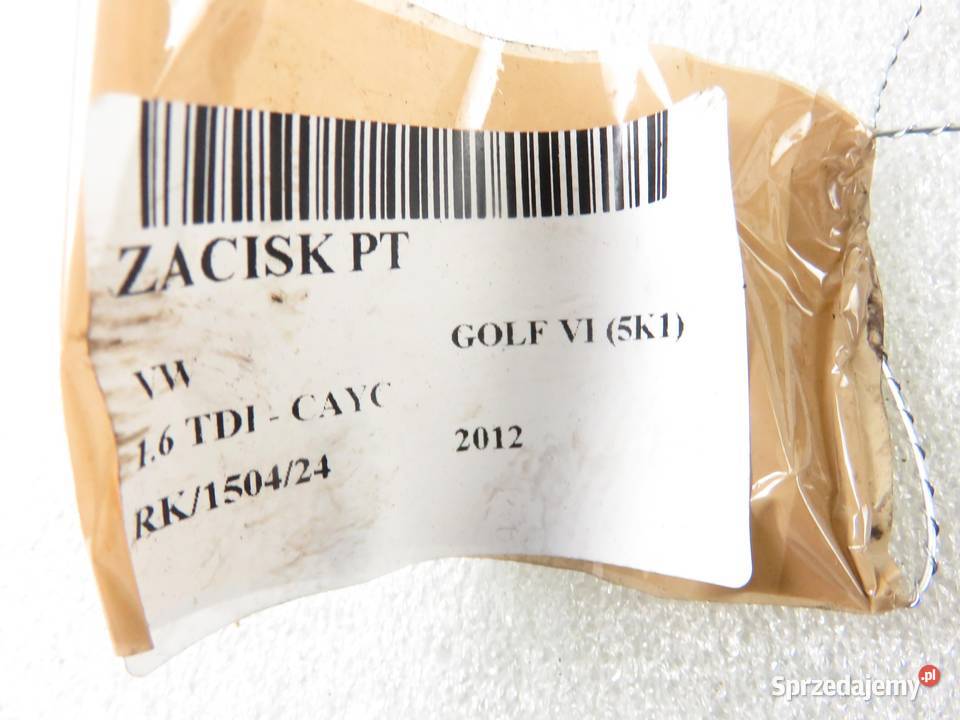 ZACISK PT
VW GOLF VI (5K1)
1.6 TDI - CAYC 2012
RK/1504/24
Sprzedajemy.pl